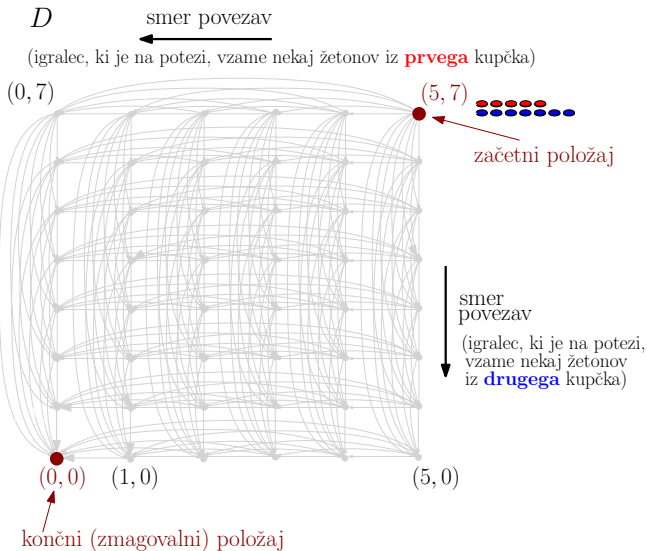 D
smer povezav
(igralec, ki je na potezi, vzame nekaj žetonov iz prvega kupčka)
(0, 7)
(5, 7)
začetni položaj
smer
povezav
(igralec, ki je na potezi,
vzame nekaj žetonov
iz drugega kupčka)
(0, 0)
(1, 0)
(5, 0)
končni (zmagovalni) položaj